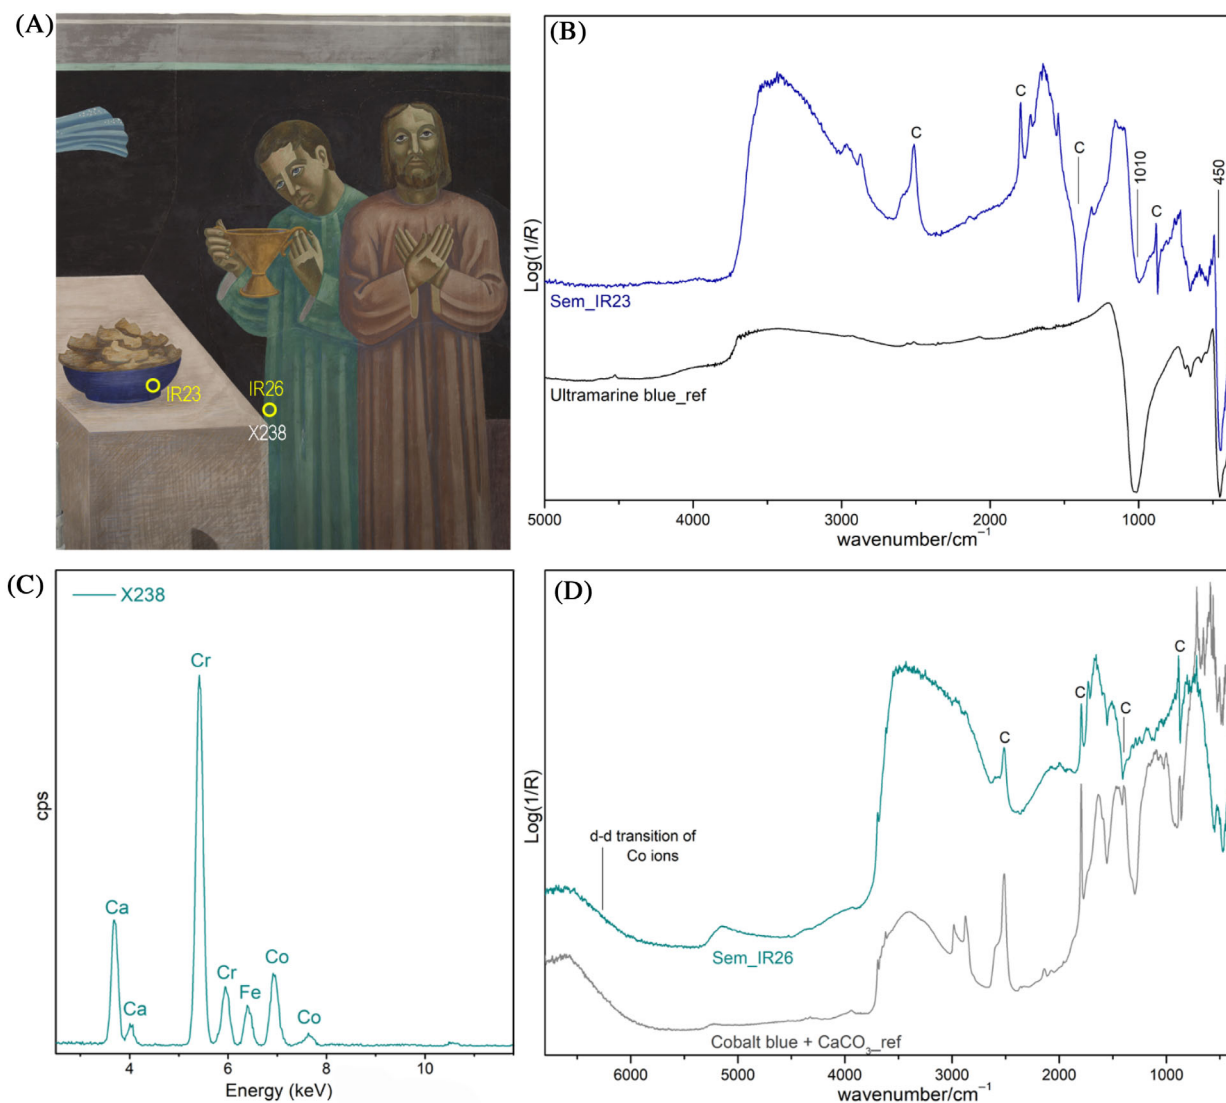 (A)
IR23
IR26
X238
(B)
Log(1/R)
C
C
C
C
1010
450
Sem_IR23
Ultramarine blue_ref
5000
4000
3000
2000
1000
wavenumber/cm⁻¹
(C)
X238
cps
Ca
Ca
Cr
Cr
Fe
Co
Co
4
6
8
10
Energy (keV)
(D)
Log(1/R)
d-d transition of
Co ions
C
C
C
C
Sem_IR26
Cobalt blue + CaCO₃_ref
6000
5000
4000
3000
2000
1000
wavenumber/cm⁻¹